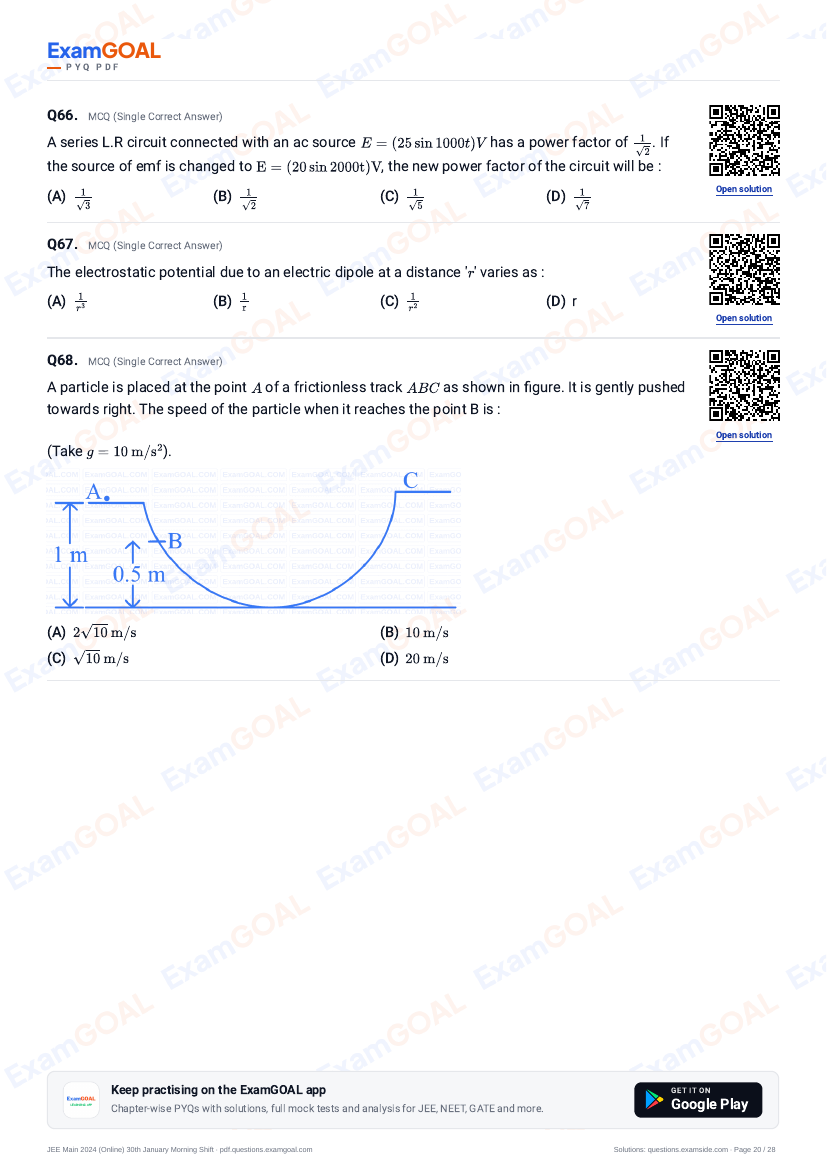 ExamGOAL
PYQ PDF
Q66. MCQ (Single Correct Answer)
A series L.R circuit connected with an ac source E = (25 sin 1000t)V has a power factor of 1/√2. If
the source of emf is changed to E = (20 sin 2000t)V, the new power factor of the circuit will be :
(A) 1/√3 (B) 1/√2 (C) 1/√5 (D) 1/√7
Open solution
Q67. MCQ (Single Correct Answer)
The electrostatic potential due to an electric dipole at a distance 'r' varies as :
(A) 1/r³ (B) 1/r (C) 1/r² (D) r
Open solution
Q68. MCQ (Single Correct Answer)
A particle is placed at the point A of a frictionless track ABC as shown in figure. It is gently pushed
towards right. The speed of the particle when it reaches the point B is :
Open solution
(Take g = 10 m/s²).
A
C
B
1 m
0.5 m
(A) 2√10 m/s (B) 10 m/s
(C) √10 m/s (D) 20 m/s
Keep practising on the ExamGOAL app
Chapter-wise PYQs with solutions, full mock tests and analysis for JEE, NEET, GATE and more.
GET IT ON
Google Play
JEE Main 2024 (Online) 30th January Morning Shift · pdf.questions.examgoal.com
Solutions: questions.examside.com · Page 20 / 28